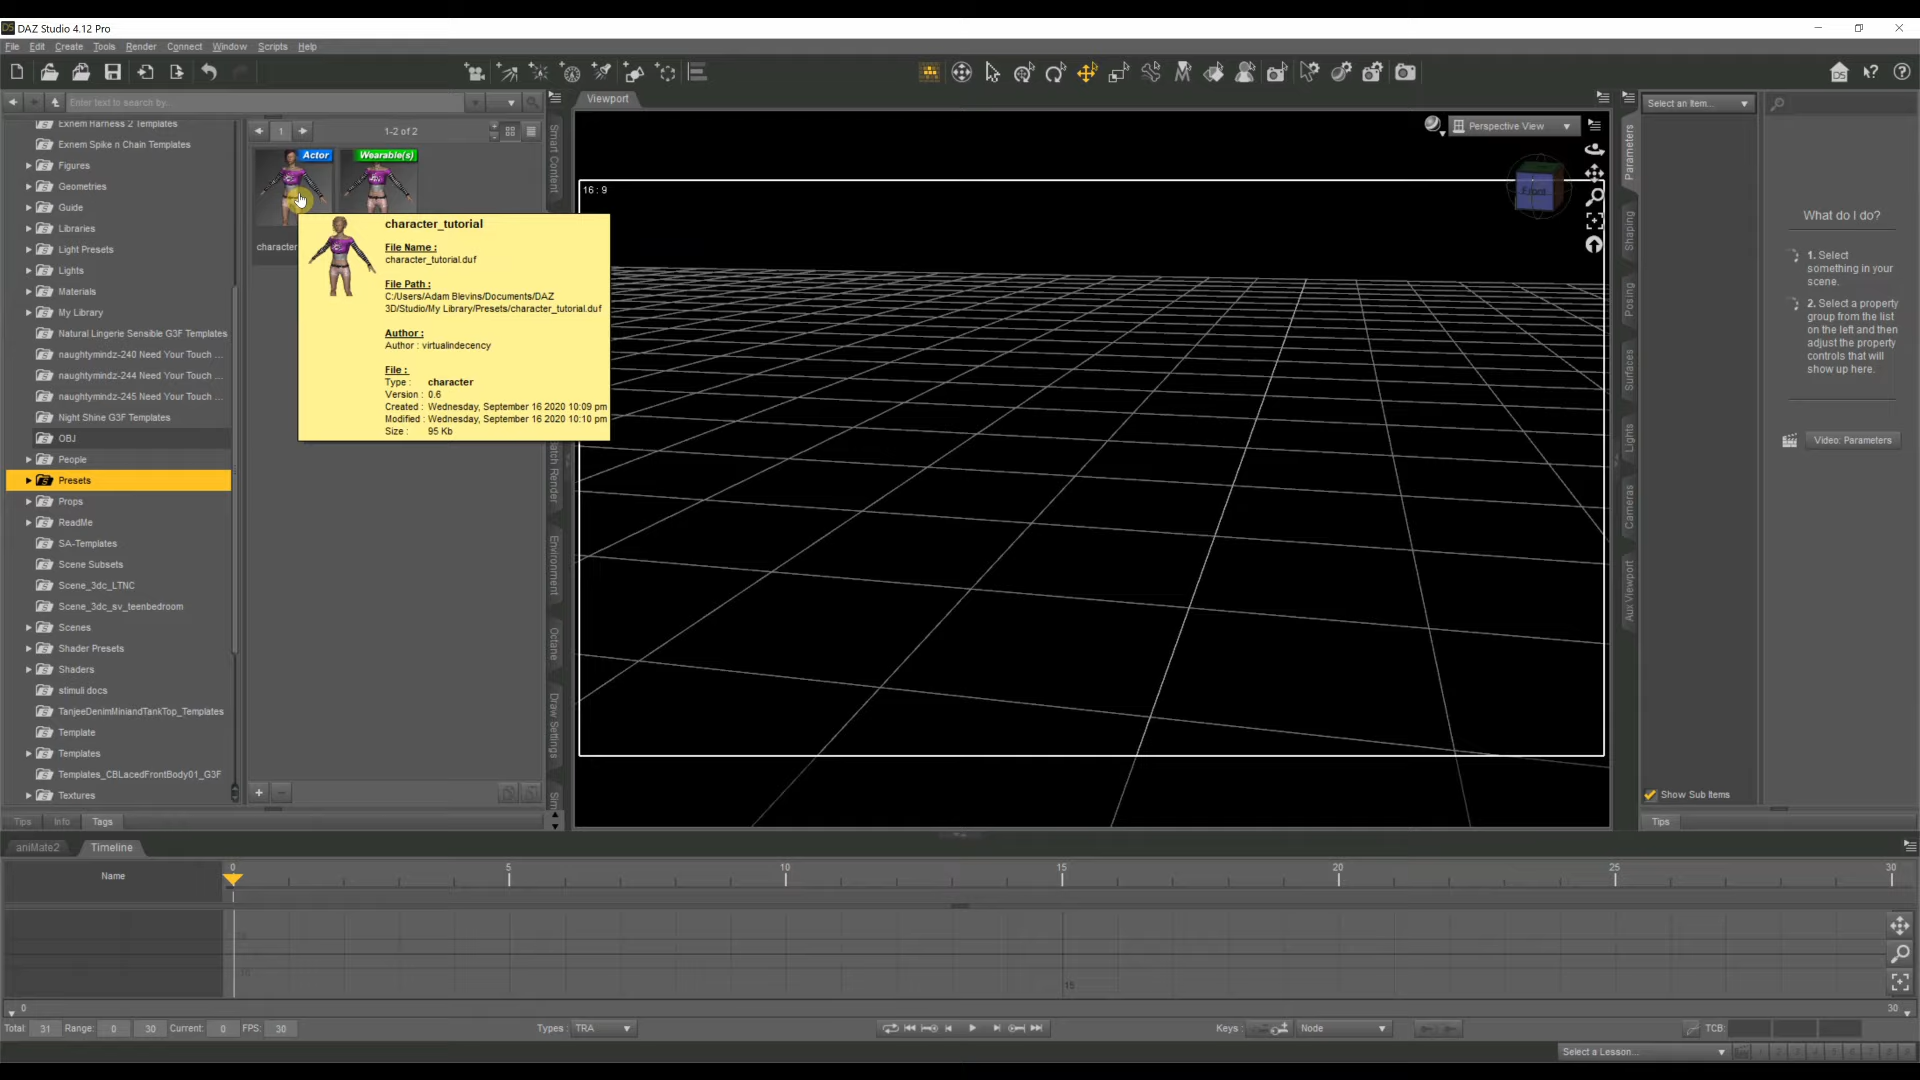 DAZ Studio 4.12 Pro
File Edit Create Tools Render Connect Window Scripts Help
Enter text to search by...
Viewport
Select an Item...
Exnem Harness 2 Templates
Exnem Spike n Chain Templates
Figures
Geometries
Guide
Libraries
Light Presets
Lights
Materials
My Library
Natural Lingerie Sensible G3F Templates
naughtymindz-240 Need Your Touch ...
naughtymindz-244 Need Your Touch ...
naughtymindz-245 Need Your Touch ...
Night Shine G3F Templates
OBJ
People
Presets
Props
ReadMe
SA-Templates
Scene Subsets
Scene_3dc_LTNC
Scene_3dc_sv_teenbedroom
Scenes
Shader Presets
Shaders
stimuli docs
TanjeeDenimMiniandTankTop_Templates
Template
Templates
Templates_CBLacedFrontBody01_G3F
Textures
1
1-2 of 2
Actor
Wearable(s)
character
character_tutorial
File Name :
character_tutorial.duf
File Path :
C:/Users/Adam Blevins/Documents/DAZ
3D/Studio/My Library/Presets/character_tutorial.duf
Author :
Author : virtualindecency
File :
Type : character
Version : 0.6
Created : Wednesday, September 16 2020 10:09 pm
Modified : Wednesday, September 16 2020 10:10 pm
Size : 95 Kb
Smart Content
Render
Environment
Octane
Draw Settings
16 : 9
Perspective View
Front
Parameters
Shaping
Posing
Surfaces
Lights
Cameras
Aux Viewport
What do I do?
1. Select
something in your
scene.
2. Select a property
group from the list
on the left and then
adjust the property
controls that will
show up here.
Video: Parameters
Show Sub Items
Tips Info Tags
Tips
aniMate2 Timeline
Name
0 5 10 15 20 25 30
15
0
30
Total: 31 Range: 0 30 Current: 0 FPS: 30
Types : TRA
Keys : Node
TCB:
Select a Lesson...